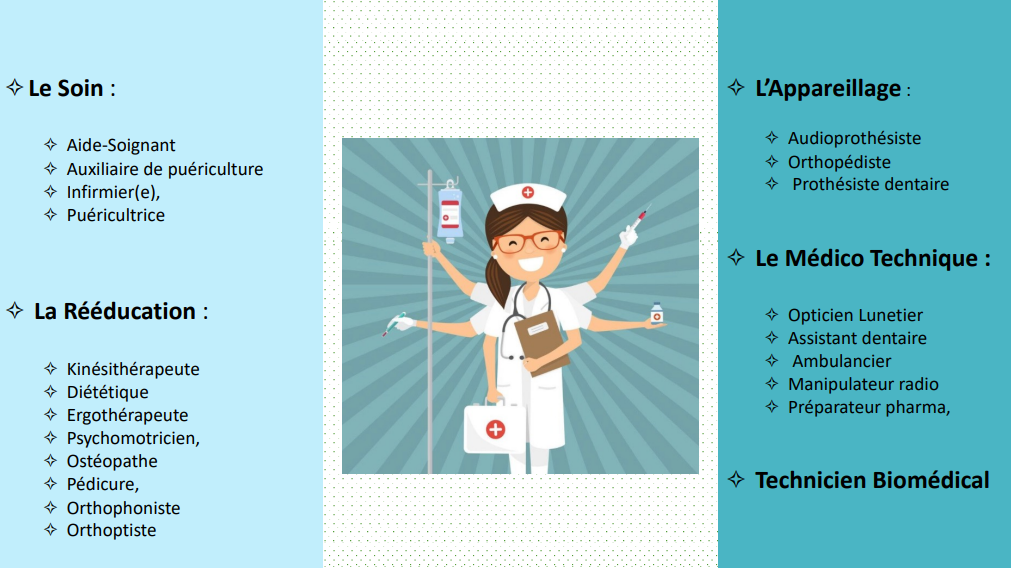 ✧ Le Soin :
✧ Aide-Soignant
✧ Auxiliaire de puériculture
✧ Infirmier(e),
✧ Puéricultrice
✧ La Rééducation :
✧ Kinésithérapeute
✧ Diététique
✧ Ergothérapeute
✧ Psychomotricien,
✧ Ostéopathe
✧ Pédicure,
✧ Orthophoniste
✧ Orthoptiste
✧ L’Appareillage :
✧ Audioprothésiste
✧ Orthopédiste
✧ Prothésiste dentaire
✧ Le Médico Technique :
✧ Opticien Lunetier
✧ Assistant dentaire
✧ Ambulancier
✧ Manipulateur radio
✧ Préparateur pharma,
✧ Technicien Biomédical